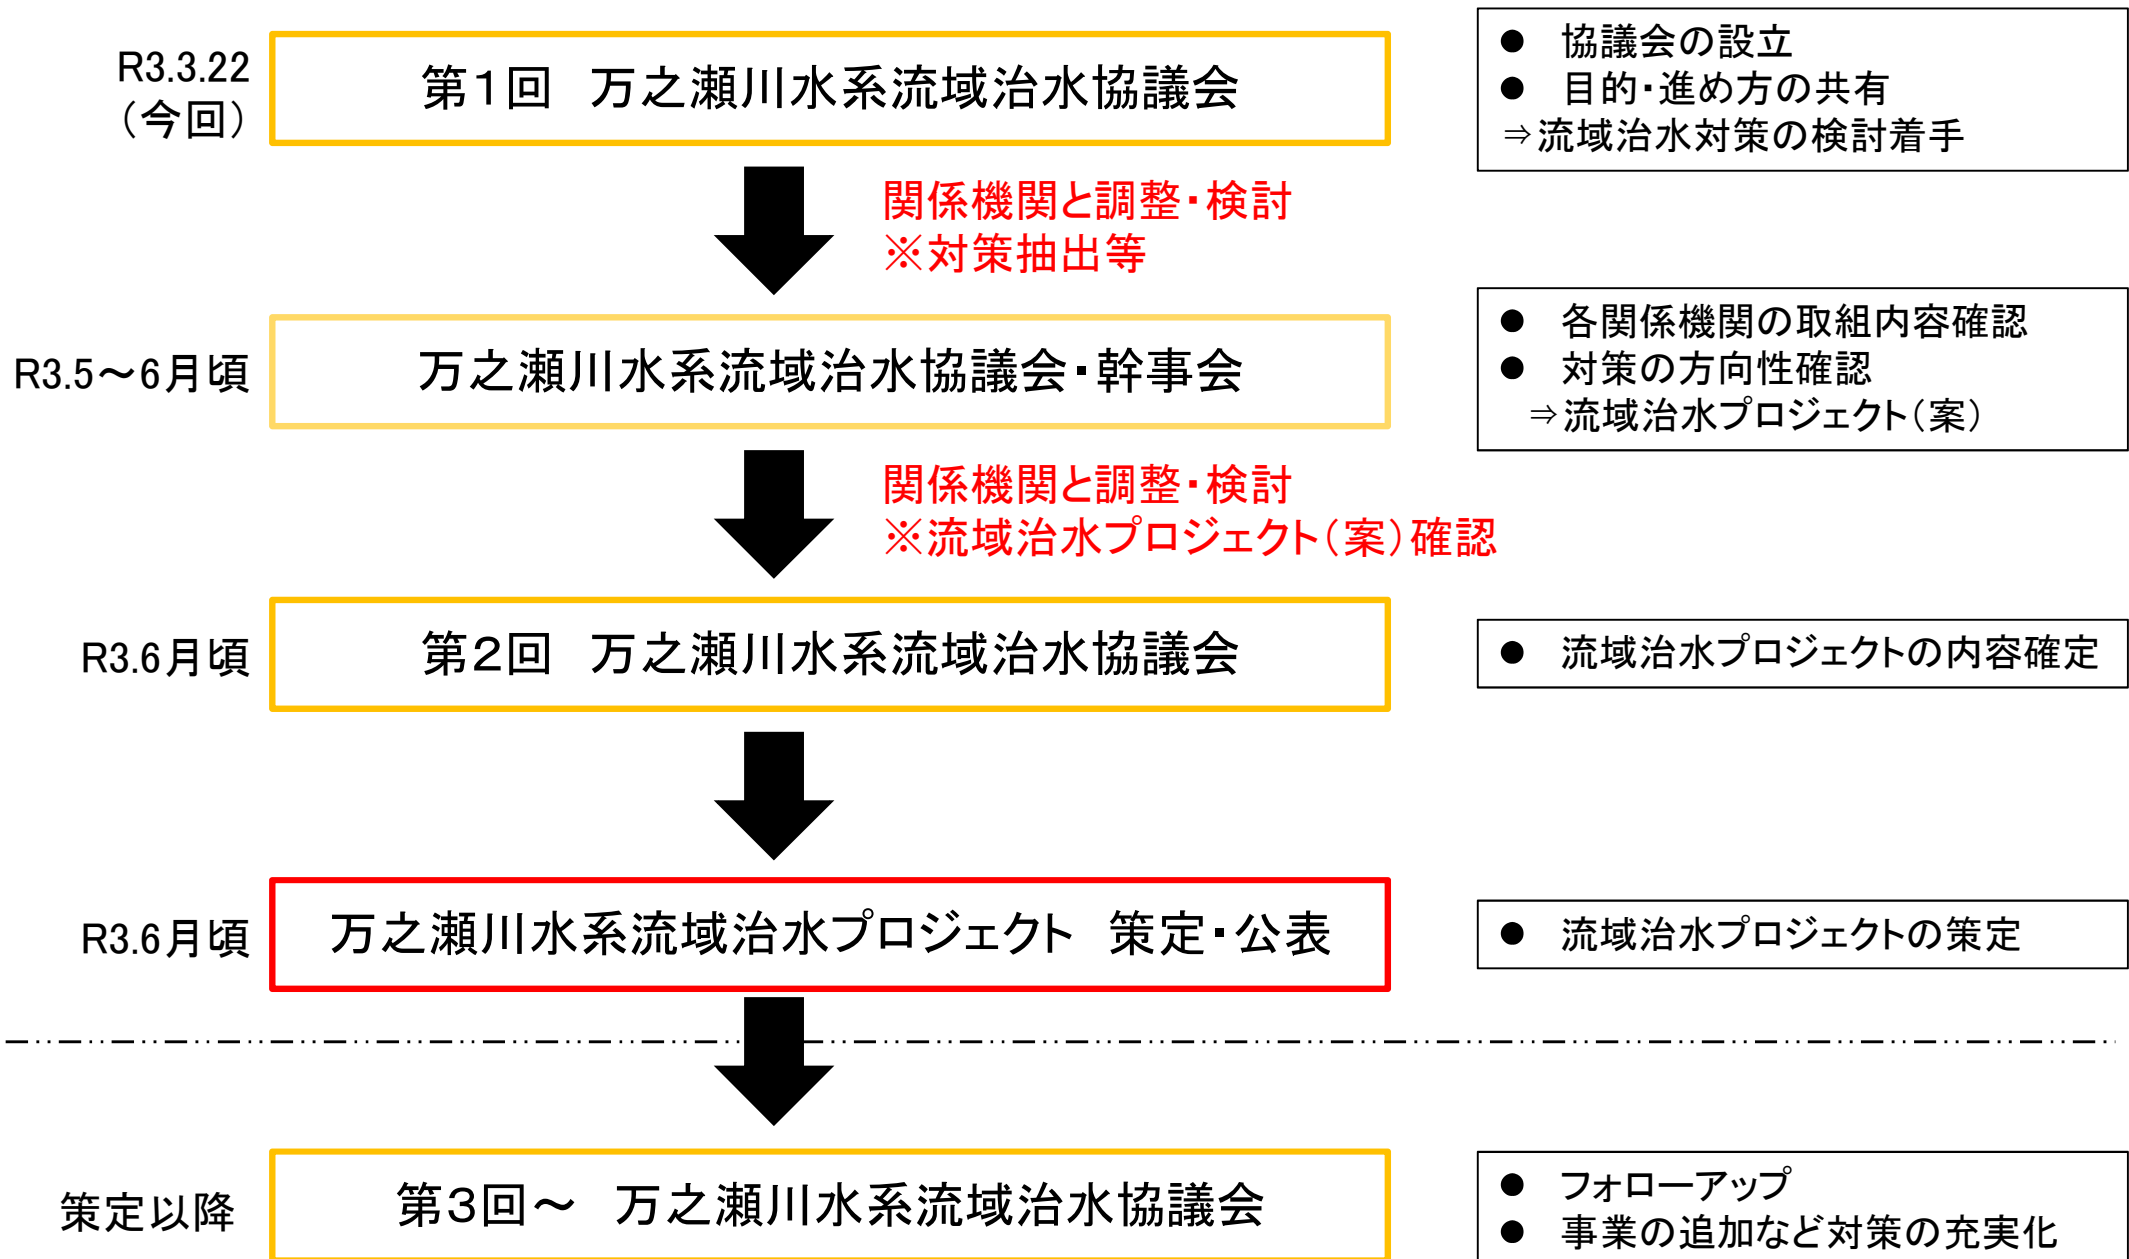 R3.3.22
（今回）
第１回　万之瀬川水系流域治水協議会
● 協議会の設立
● 目的・進め方の共有
⇒流域治水対策の検討着手
関係機関と調整・検討
※対策抽出等
R3.5～6月頃
万之瀬川水系流域治水協議会・幹事会
● 各関係機関の取組内容確認
● 対策の方向性確認
⇒流域治水プロジェクト（案）
関係機関と調整・検討
※流域治水プロジェクト（案）確認
R3.6月頃
第２回　万之瀬川水系流域治水協議会
● 流域治水プロジェクトの内容確定
R3.6月頃
万之瀬川水系流域治水プロジェクト　策定・公表
● 流域治水プロジェクトの策定
策定以降
第３回～　万之瀬川水系流域治水協議会
● フォローアップ
● 事業の追加など対策の充実化